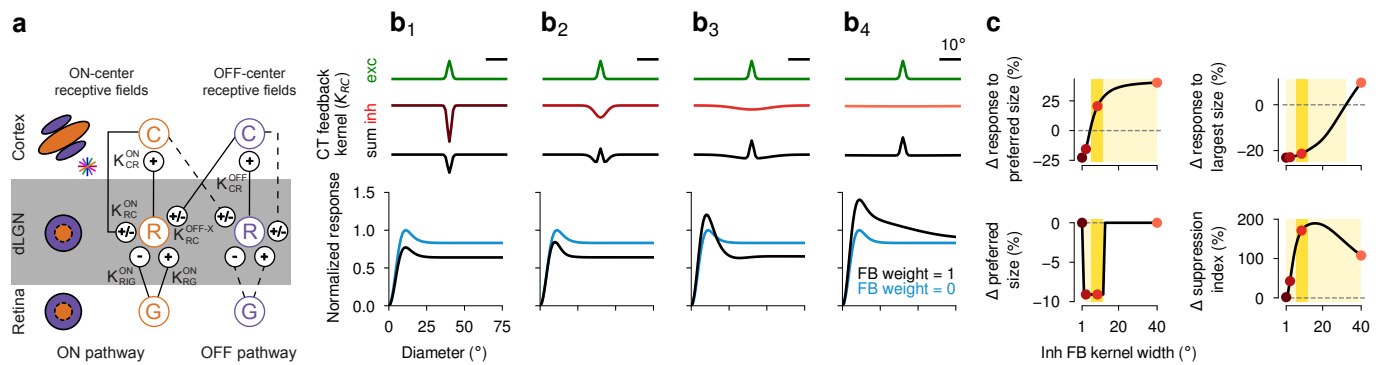 a
ON-center
receptive fields
OFF-center
receptive fields
Cortex
dLGN
Retina
C
C
+
+
K ON CR
K OFF CR
K ON RC
K OFF-X RC
+/-
+/-
+/-
+/-
R
R
-
+
-
+
K ON RIG
K ON RG
G
G
ON pathway
OFF pathway
b1
b2
b3
b4
10°
CT feedback
kernel (KRC)
sum inh exc
Normalized response
1.5
1.0
0.5
0.0
0
25
75
Diameter (°)
FB weight = 1
FB weight = 0
c
Δ response to
preferred size (%)
25
0
−25
Δ response to
largest size (%)
0
−20
Δ preferred
size (%)
0
−5
−10
1
20
40
Δ suppression
index (%)
200
100
0
1
20
40
Inh FB kernel width (°)